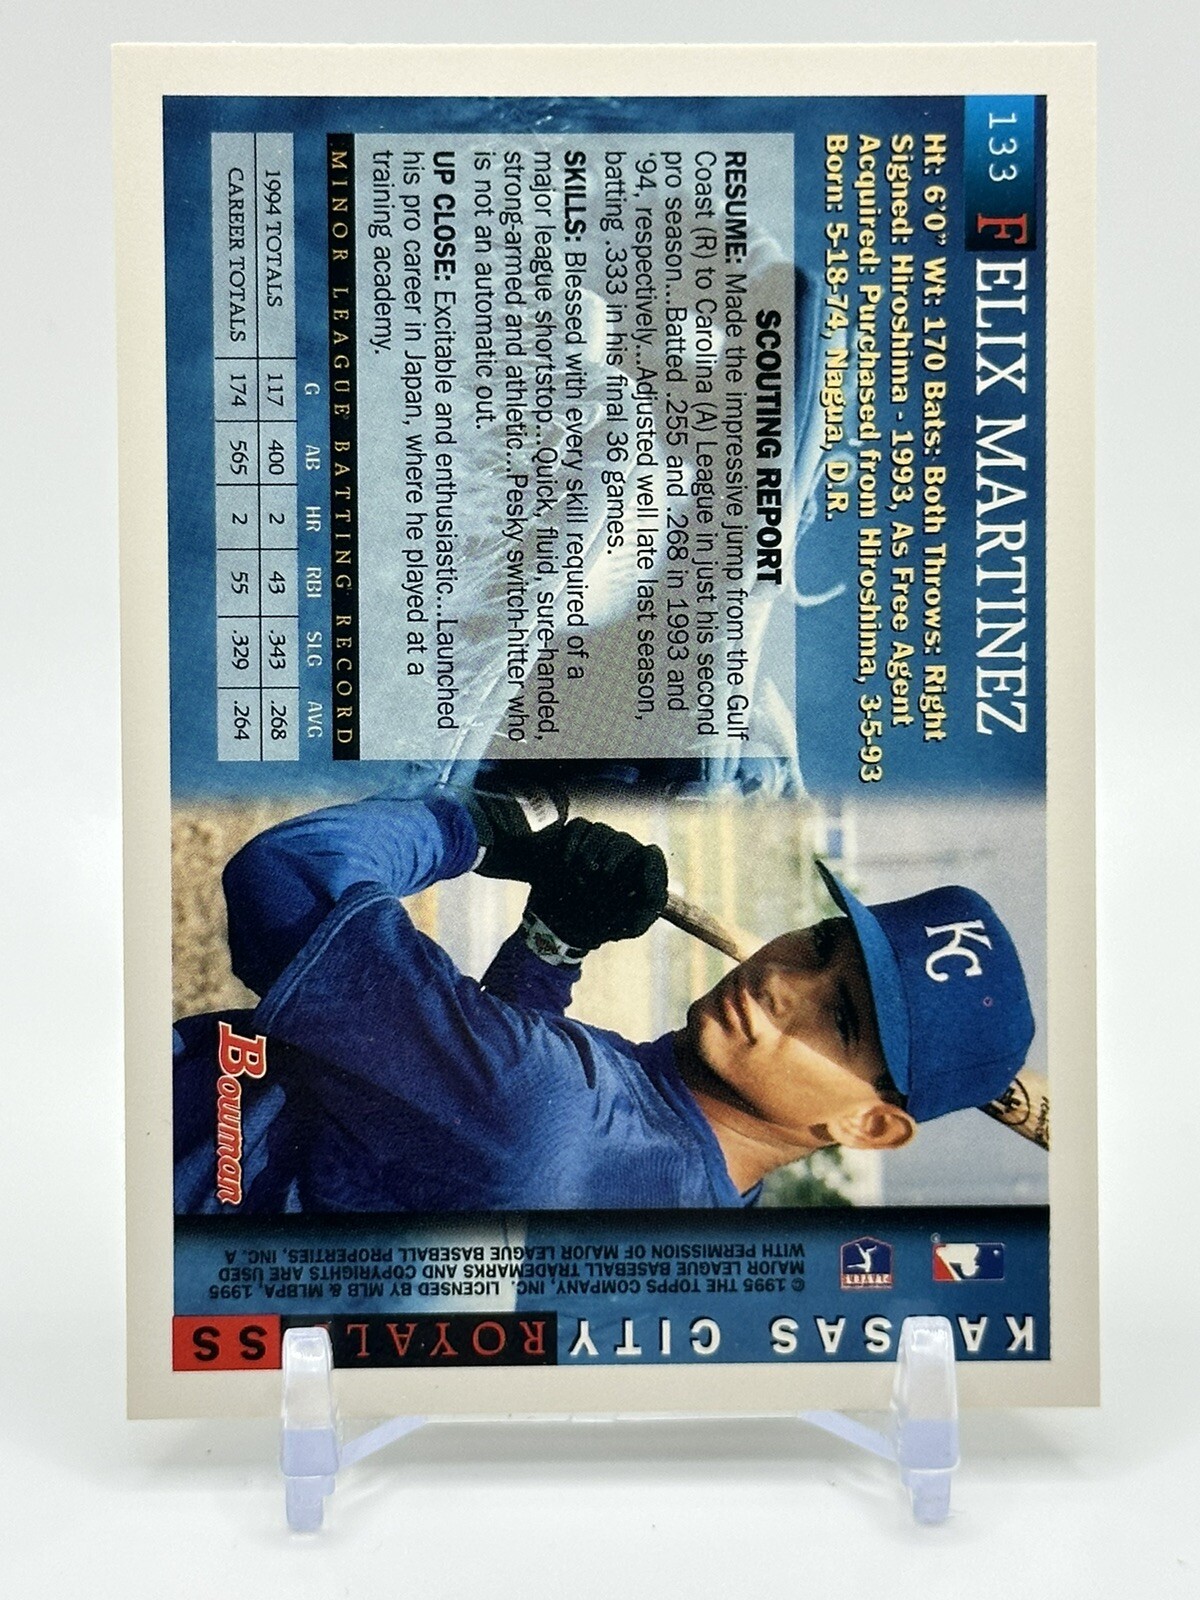 133 FELIX MARTINEZ
Ht: 6'0" Wt: 170 Bats: Both Throws: Right
Signed: Hiroshima - 1993, As Free Agent
Acquired: Purchased from Hiroshima, 3-5-93
Born: 5-18-74, Nagua, D.R.
SCOUTING REPORT
RESUME: Made the impressive jump from the Gulf
Coast (R) to Carolina (A) League in just his second
pro season...Batted .255 and .268 in 1993 and
'94, respectively...Adjusted well late last season,
batting .333 in his final 36 games.
SKILLS: Blessed with every skill required of a
major league shortstop...Quick, fluid, sure-handed,
strong-armed and athletic...Pesky switch-hitter who
is not an automatic out.
UP CLOSE: Excitable and enthusiastic...Launched
his pro career in Japan, where he played at a
training academy.
MINOR LEAGUE BATTING RECORD
G AB HR RBI SLG AVG
1994 TOTALS 117 400 2 43 .343 .268
CAREER TOTALS 174 565 2 55 .329 .264
KC
Bowman
© 1995 THE TOPPS COMPANY, INC. LICENSED BY MLB & MLBPA, 1995
MAJOR LEAGUE BASEBALL TRADEMARKS AND COPYRIGHTS ARE USED
WITH PERMISSION OF MAJOR LEAGUE BASEBALL PROPERTIES, INC. A
KANSAS CITY ROYALS SS